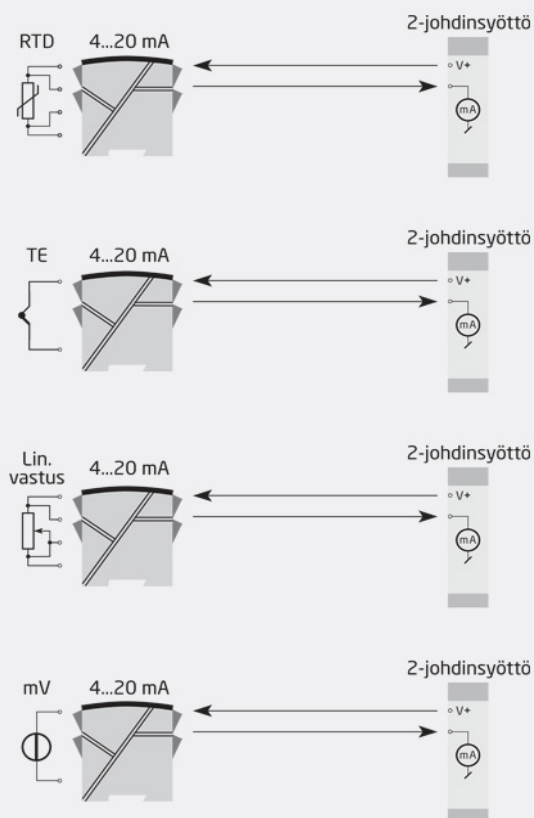 2-johdinsyöttö
RTD 4...20 mA
V+
mA
2-johdinsyöttö
TE 4...20 mA
V+
mA
2-johdinsyöttö
Lin.
vastus 4...20 mA
V+
mA
2-johdinsyöttö
mV 4...20 mA
V+
mA